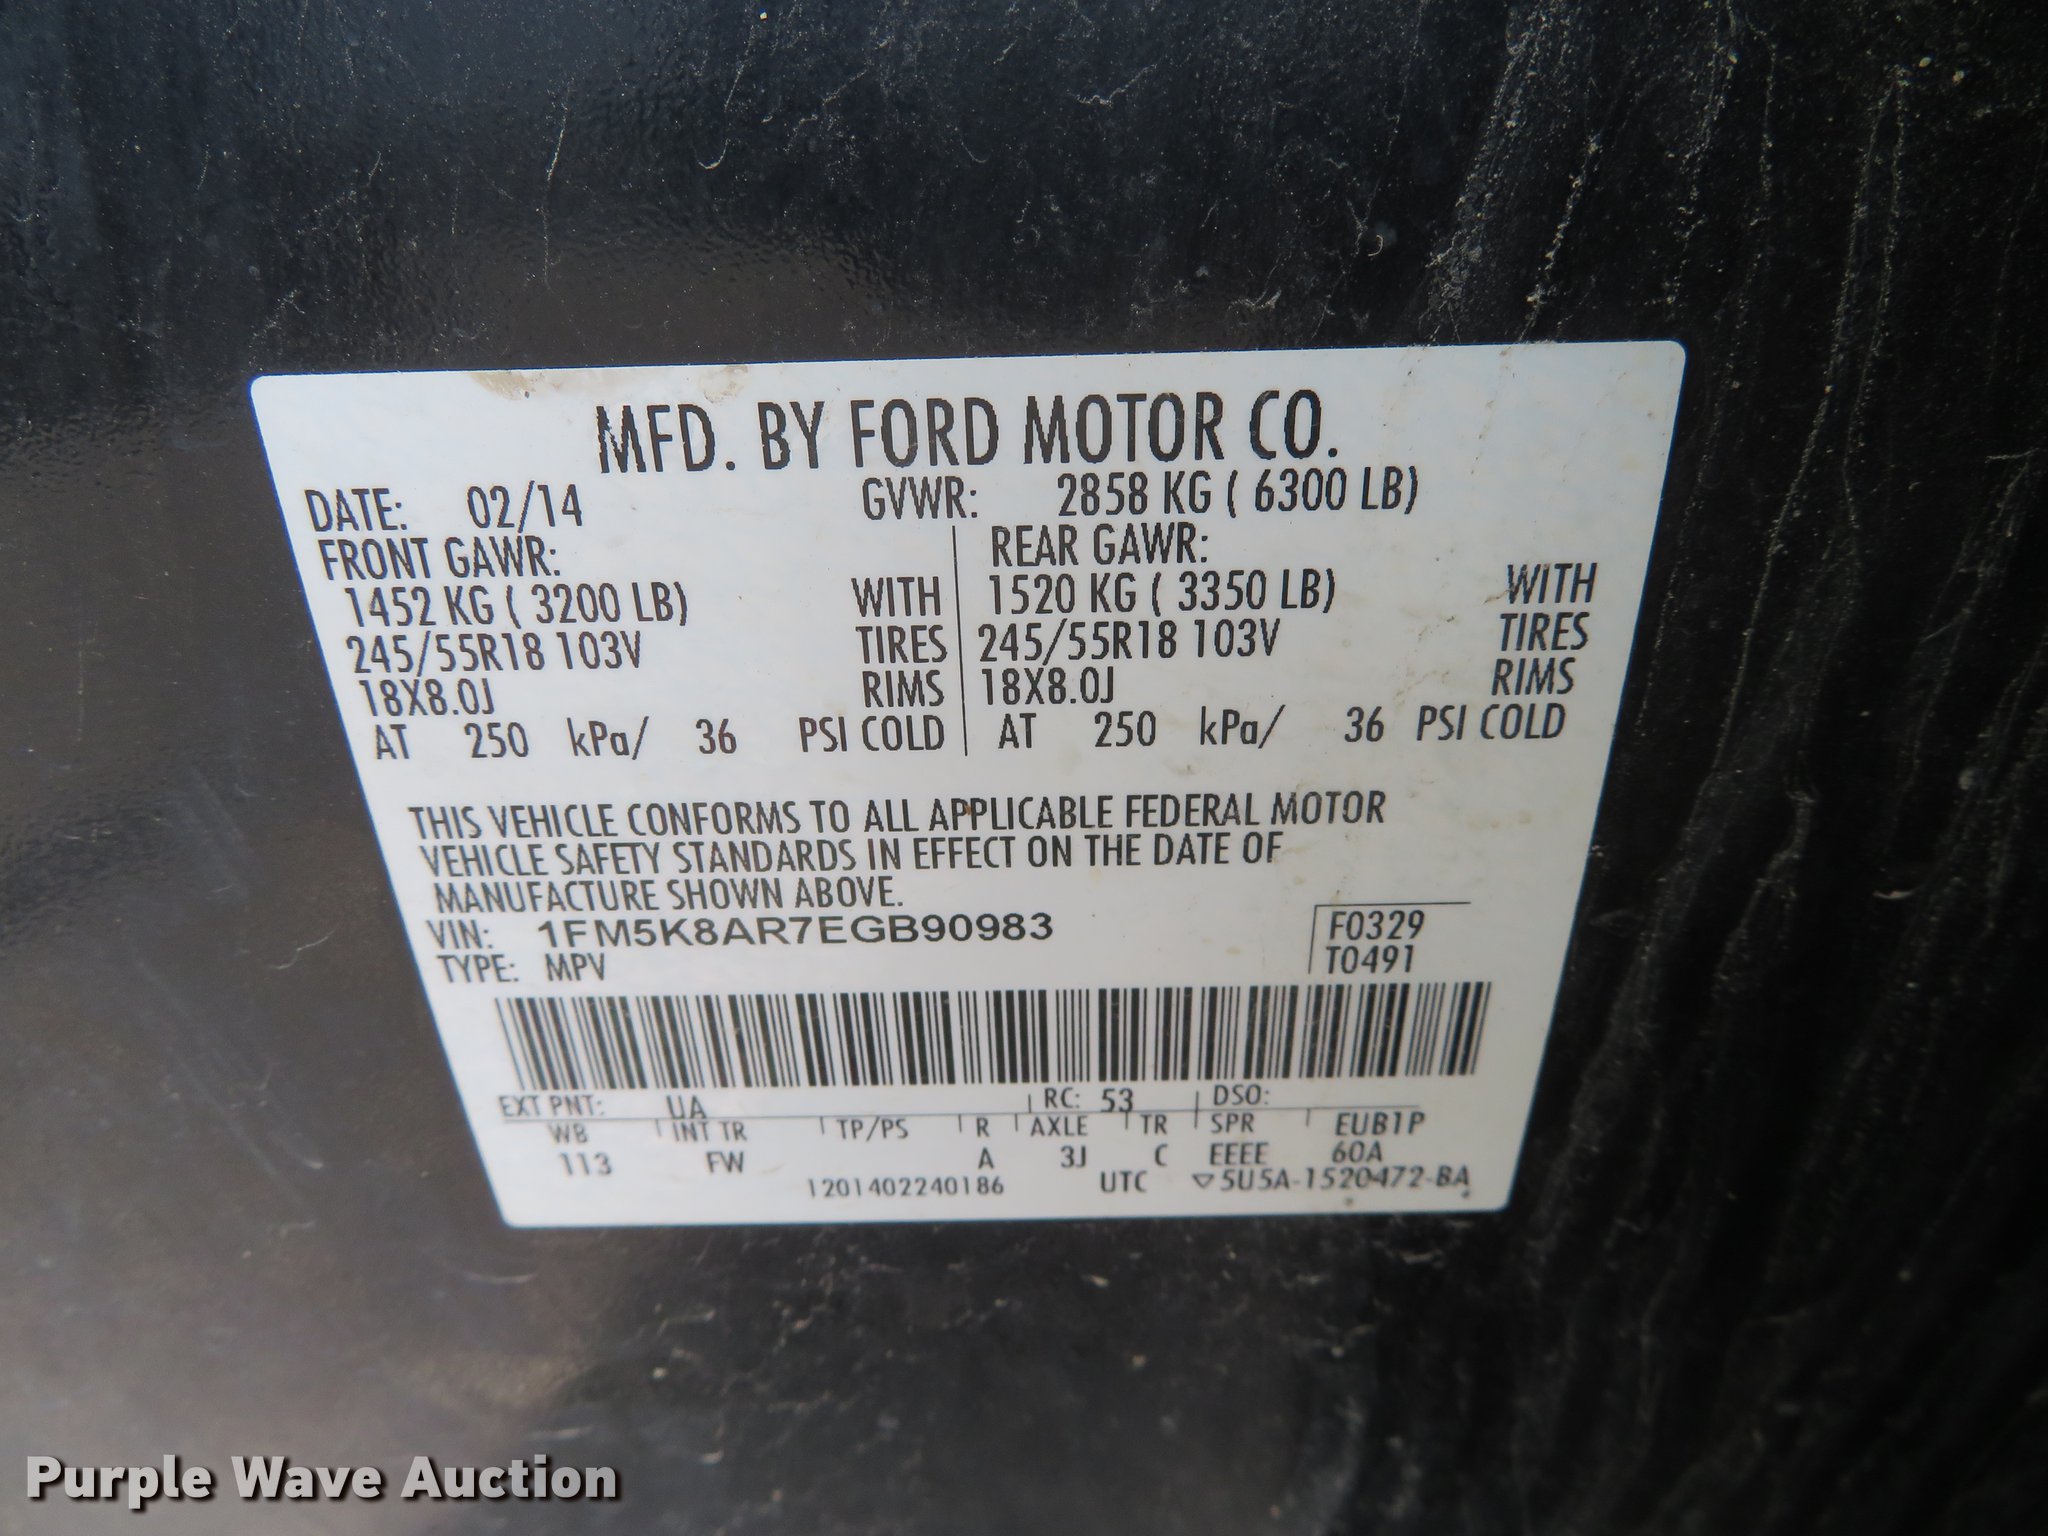 MFD. BY FORD MOTOR CO.
DATE: 02/14 GVWR: 2858 KG ( 6300 LB)
FRONT GAWR: REAR GAWR:
1452 KG ( 3200 LB) WITH 1520 KG ( 3350 LB) WITH
245/55R18 103V TIRES 245/55R18 103V TIRES
18X8.0J RIMS 18X8.0J RIMS
AT 250 kPa/ 36 PSI COLD AT 250 kPa/ 36 PSI COLD
THIS VEHICLE CONFORMS TO ALL APPLICABLE FEDERAL MOTOR
VEHICLE SAFETY STANDARDS IN EFFECT ON THE DATE OF
MANUFACTURE SHOWN ABOVE.
VIN: 1FM5K8AR7EGB90983 F0329
TYPE: MPV T0491
EXT PNT: UA RC: 53 DSO:
WB INT TR TP/PS R AXLE TR SPR EUB1P
113 FW A 3J C EEEE 60A
1201402240186 UTC ▽5U5A-1520472-BA
Purple Wave Auction